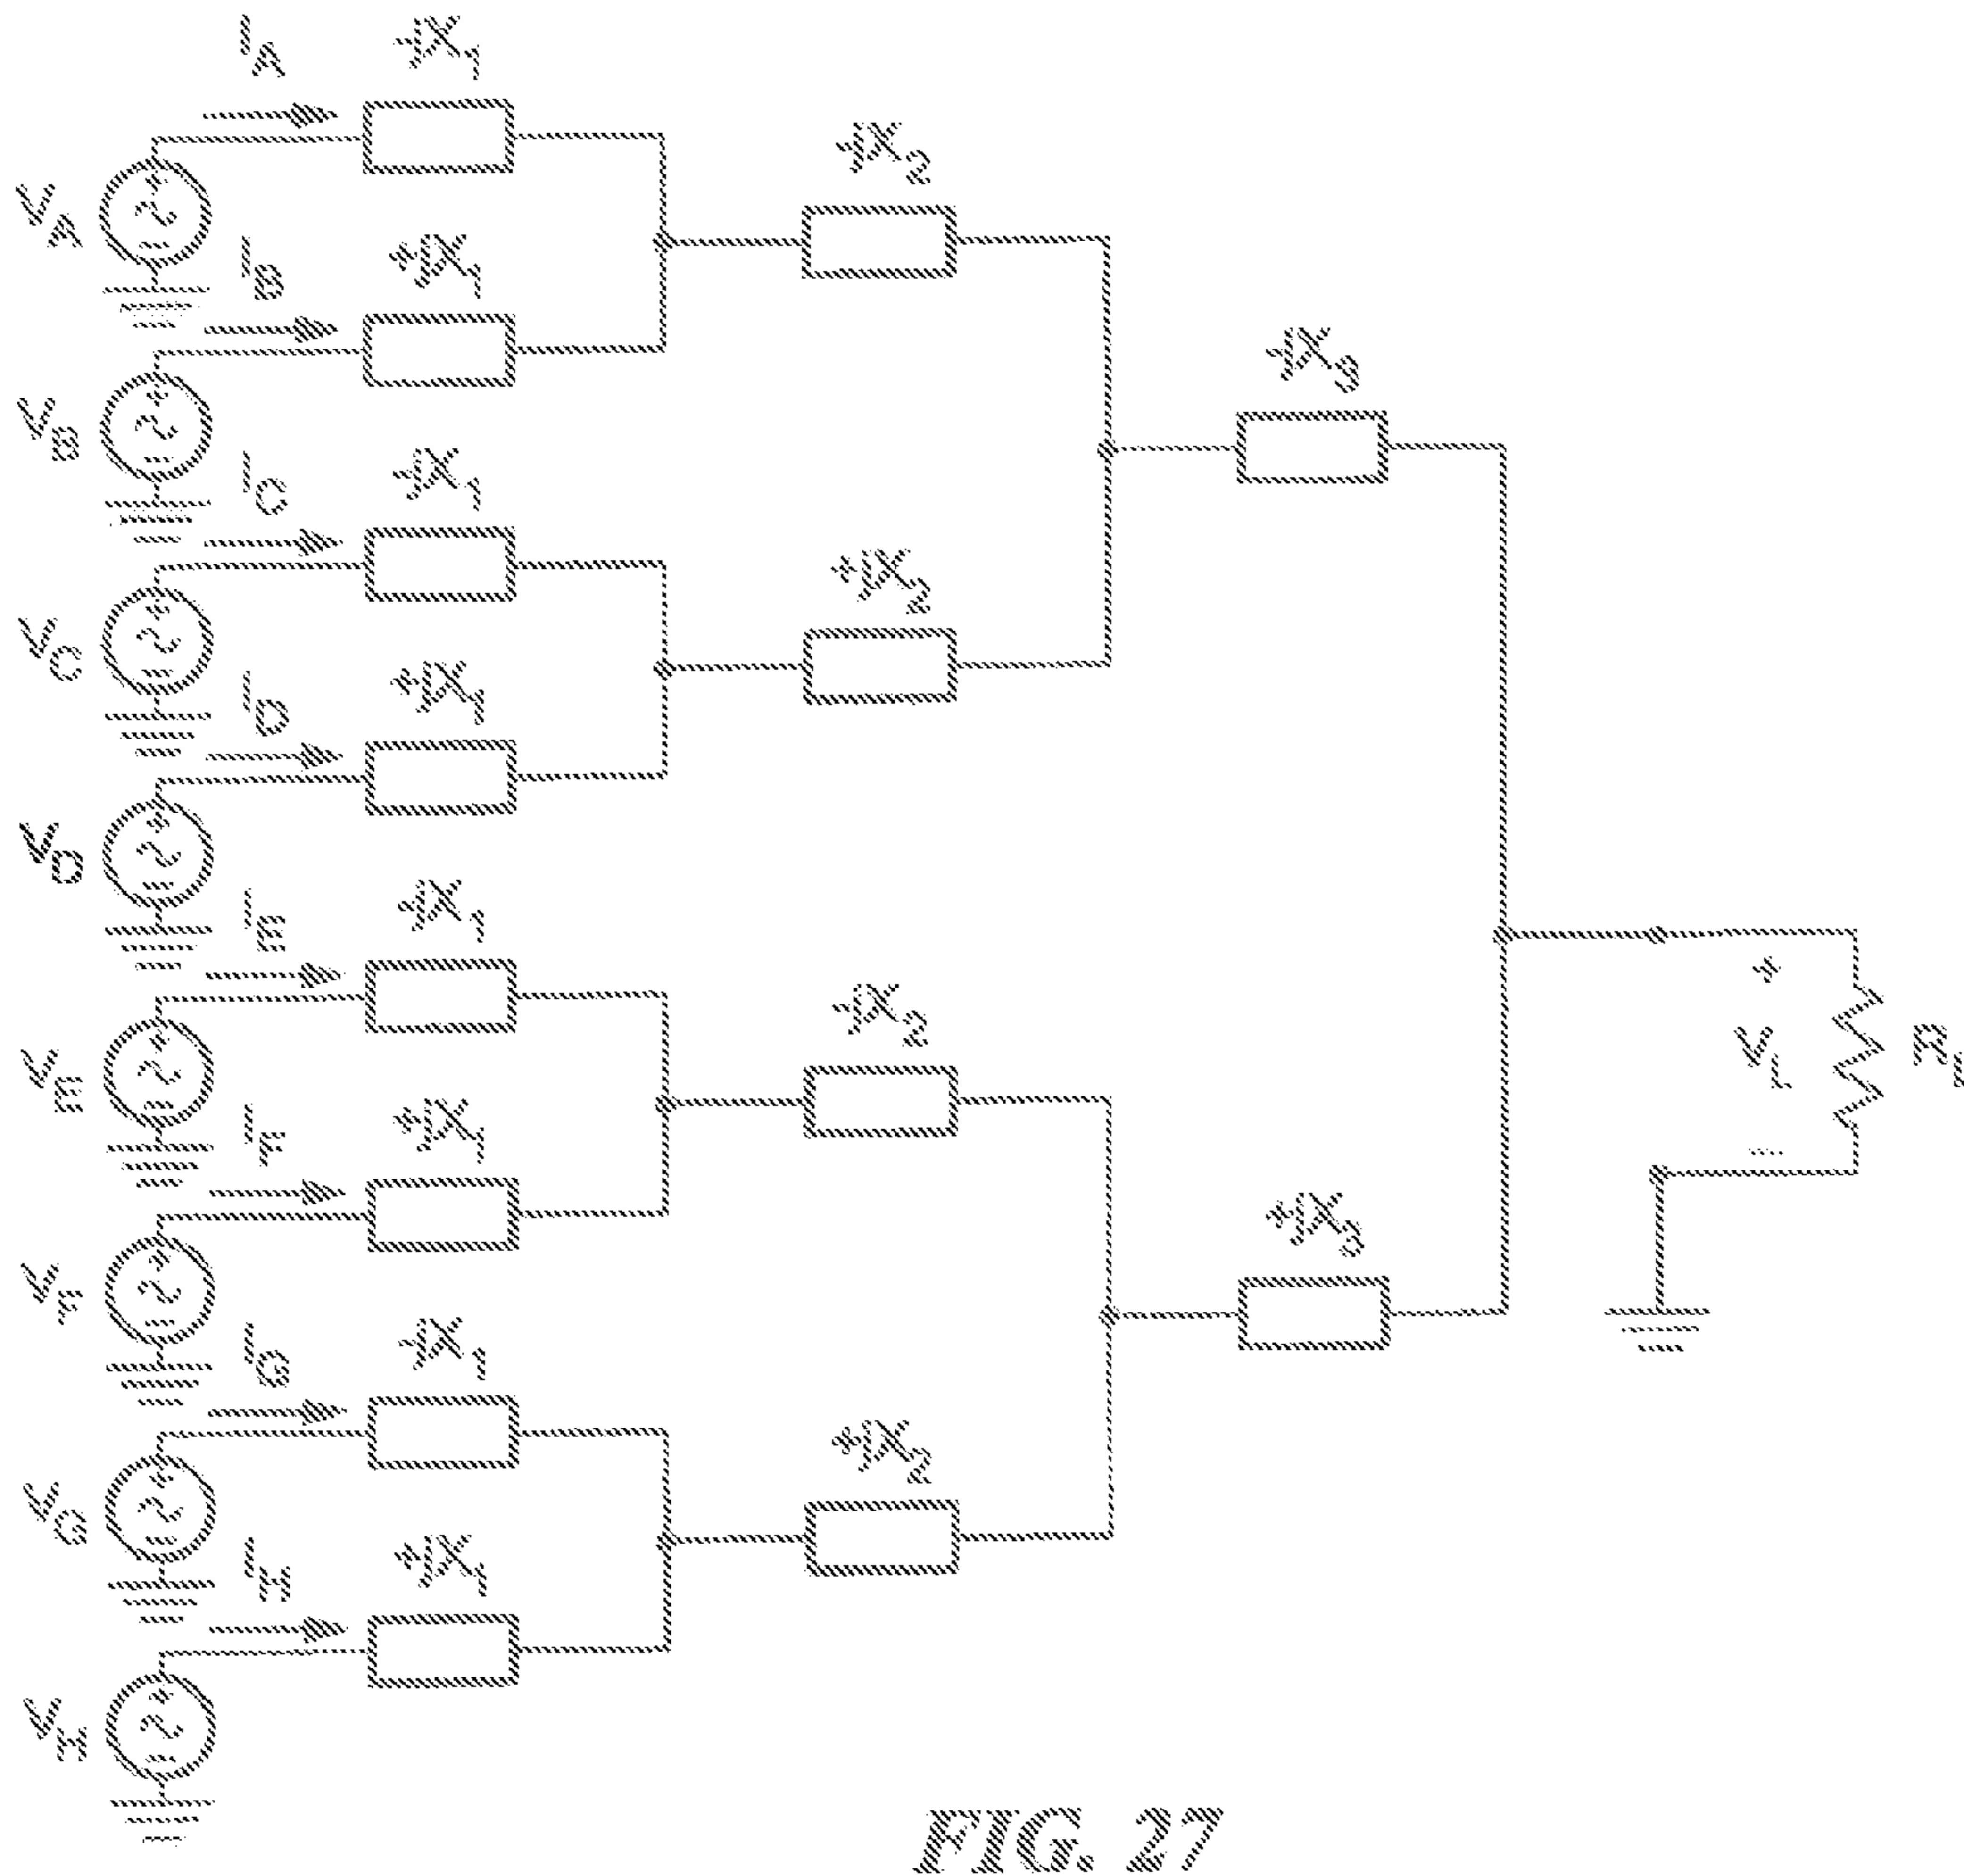 I_A
-jX_1
V_A
-jX_2
I_B
+jX_1
-jX_3
V_B
I_C
-jX_1
+jX_2
V_C
I_D
+jX_1
V_D
I_E
-jX_1
-jX_2
+
V_L
R_L
-
V_E
I_F
+jX_1
+jX_3
V_F
I_G
-jX_1
+jX_2
V_G
I_H
+jX_1
V_H
FIG. 27